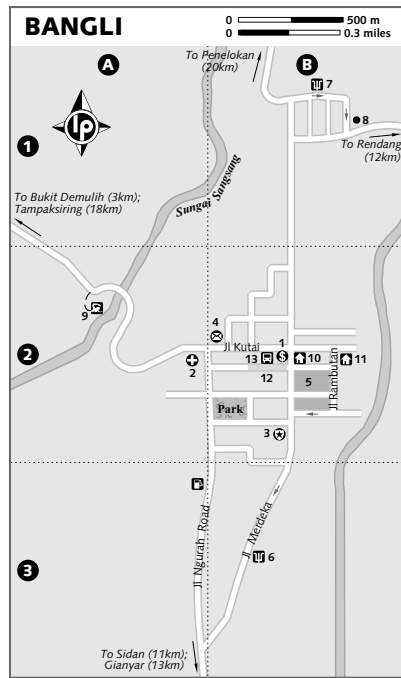 BANGLI
0 500 m
0 0.3 miles
A
B
To Penelokan
(20km)
7
lp
8
1
To Rendang
(12km)
To Bukit Demulih (3km);
Tampaksiring (18km)
Sungai Sangsang
9
4
Jl Kutai
1
2
13
$
10
11
2
12
5
Jl Rambutan
Park
3
Jl Ngurah Road
Jl Merdeka
6
3
To Sidan (11km);
Gianyar (13km)